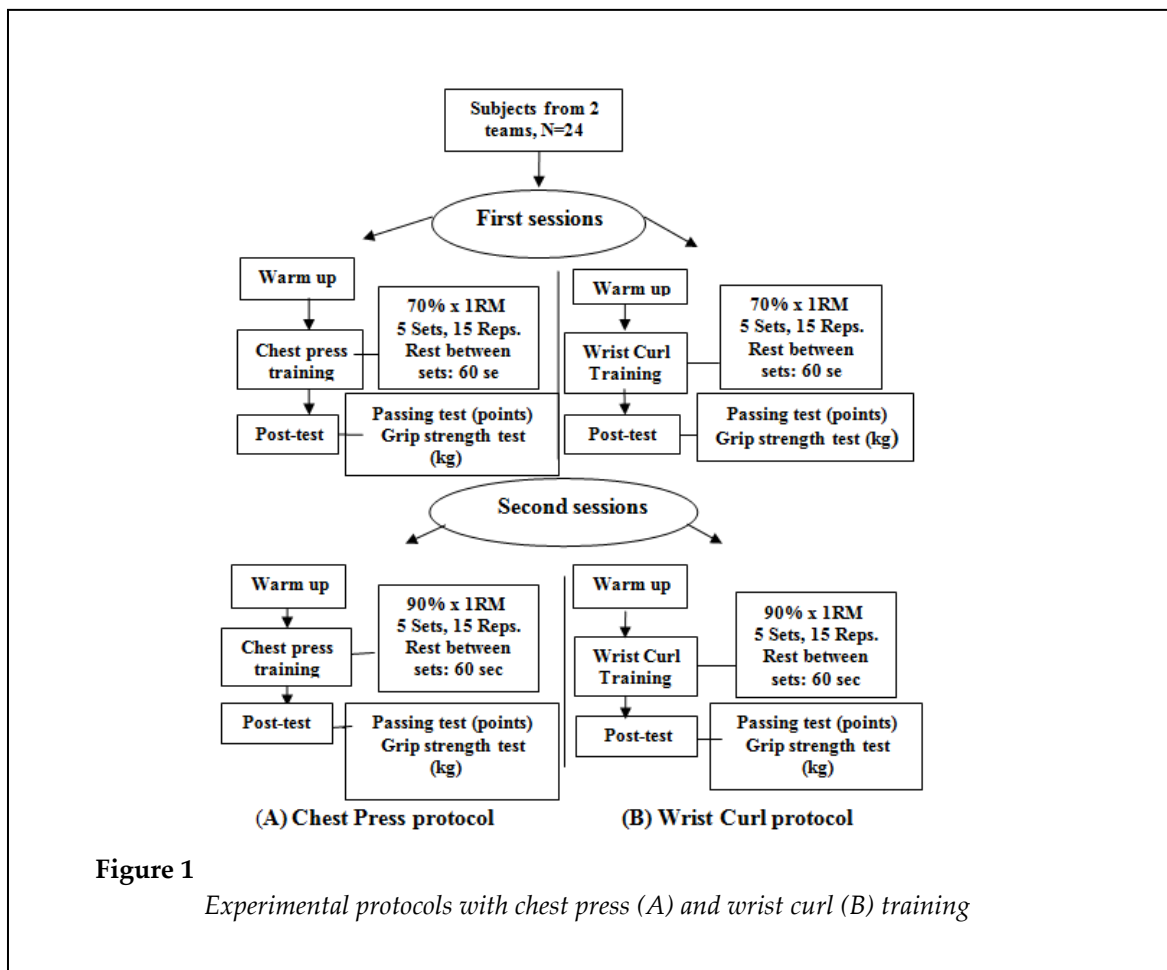 Subjects from 2
teams, N=24
First sessions
Warm up
70% x 1RM
5 Sets, 15 Reps.
Rest between
sets: 60 se
Chest press
training
Post-test
Passing test (points)
Grip strength test
(kg)
Warm up
70% x 1RM
5 Sets, 15 Reps.
Rest between
sets: 60 se
Wrist Curl
Training
Post-test
Passing test (points)
Grip strength test (kg)
Second sessions
Warm up
90% x 1RM
5 Sets, 15 Reps.
Rest between
sets: 60 sec
Chest press
training
Post-test
Passing test (points)
Grip strength test
(kg)
Warm up
90% x 1RM
5 Sets, 15 Reps.
Rest between
sets: 60 sec
Wrist Curl
Training
Post-test
Passing test (points)
Grip strength test
(kg)
(A) Chest Press protocol
(B) Wrist Curl protocol
Figure 1
Experimental protocols with chest press (A) and wrist curl (B) training